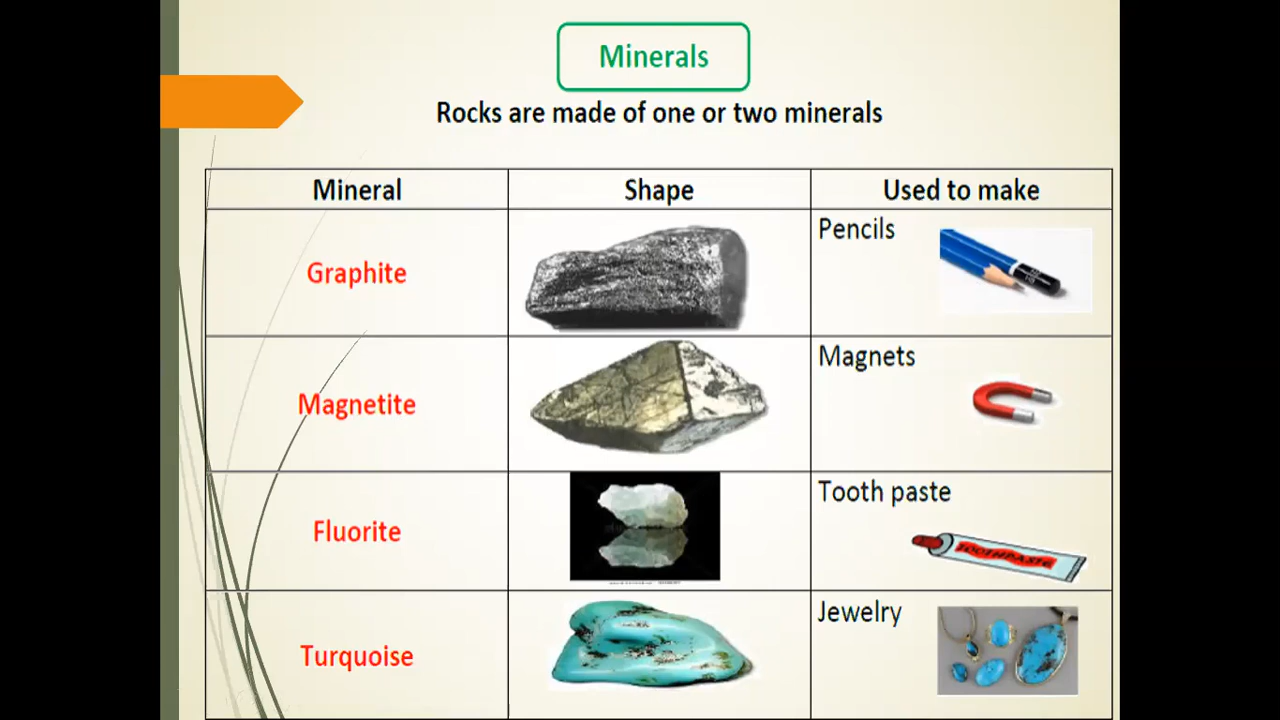 Minerals
Rocks are made of one or two minerals
Mineral Shape Used to make
Graphite Pencils
Magnetite Magnets
Fluorite Tooth paste
TOOTHPASTE
Turquoise Jewelry